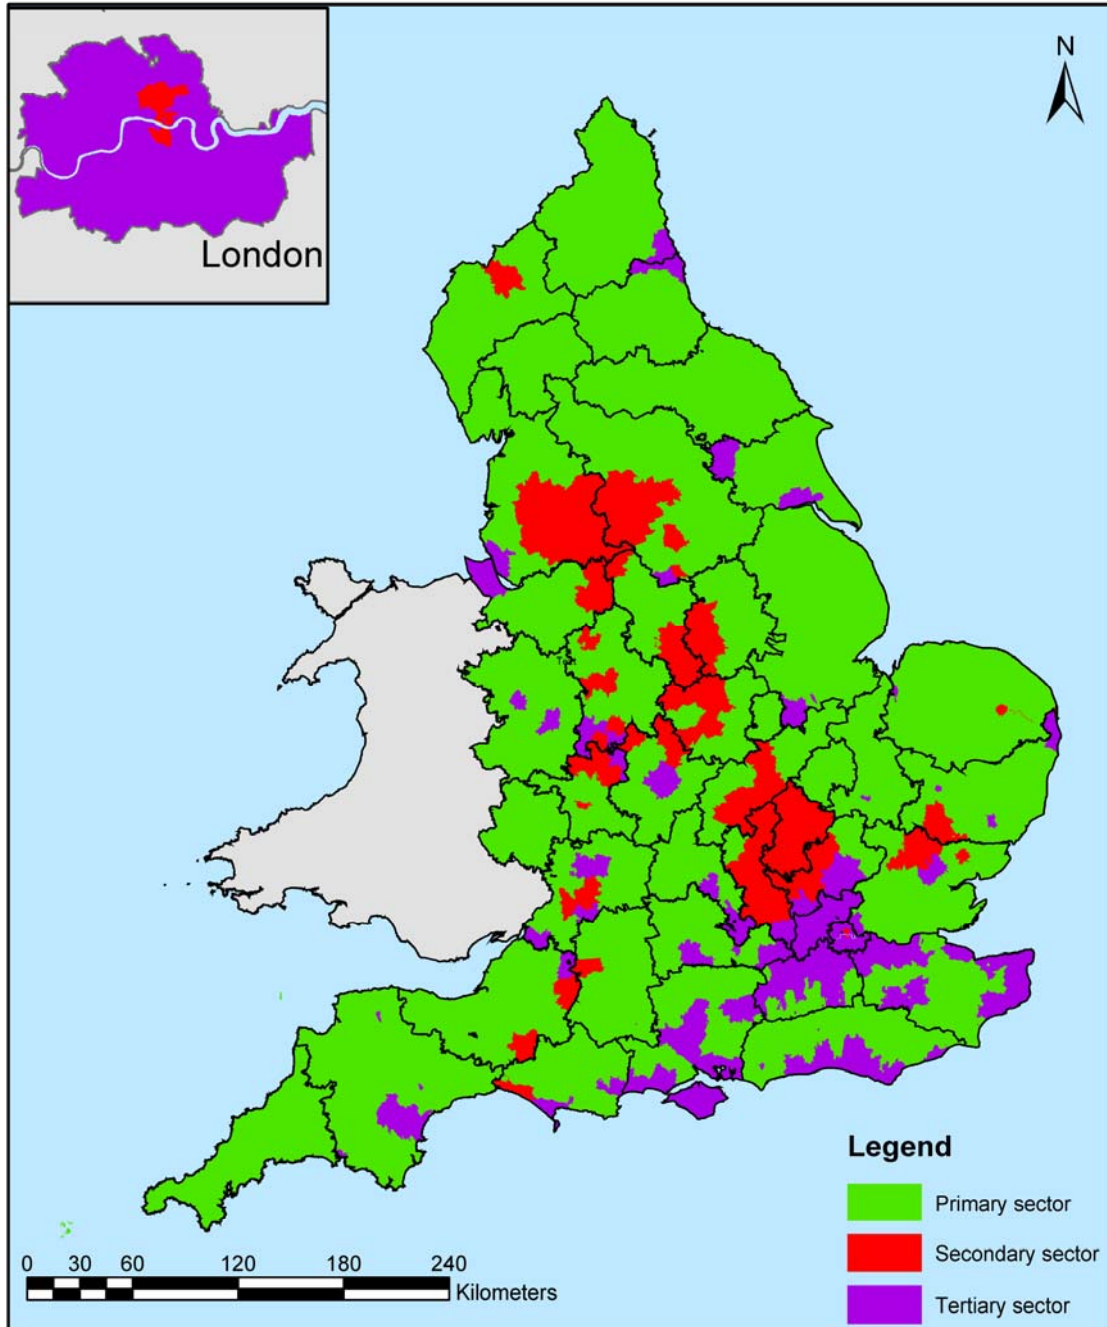 London
N
Legend
Primary sector
Secondary sector
Tertiary sector
0 30 60 120 180 240
Kilometers